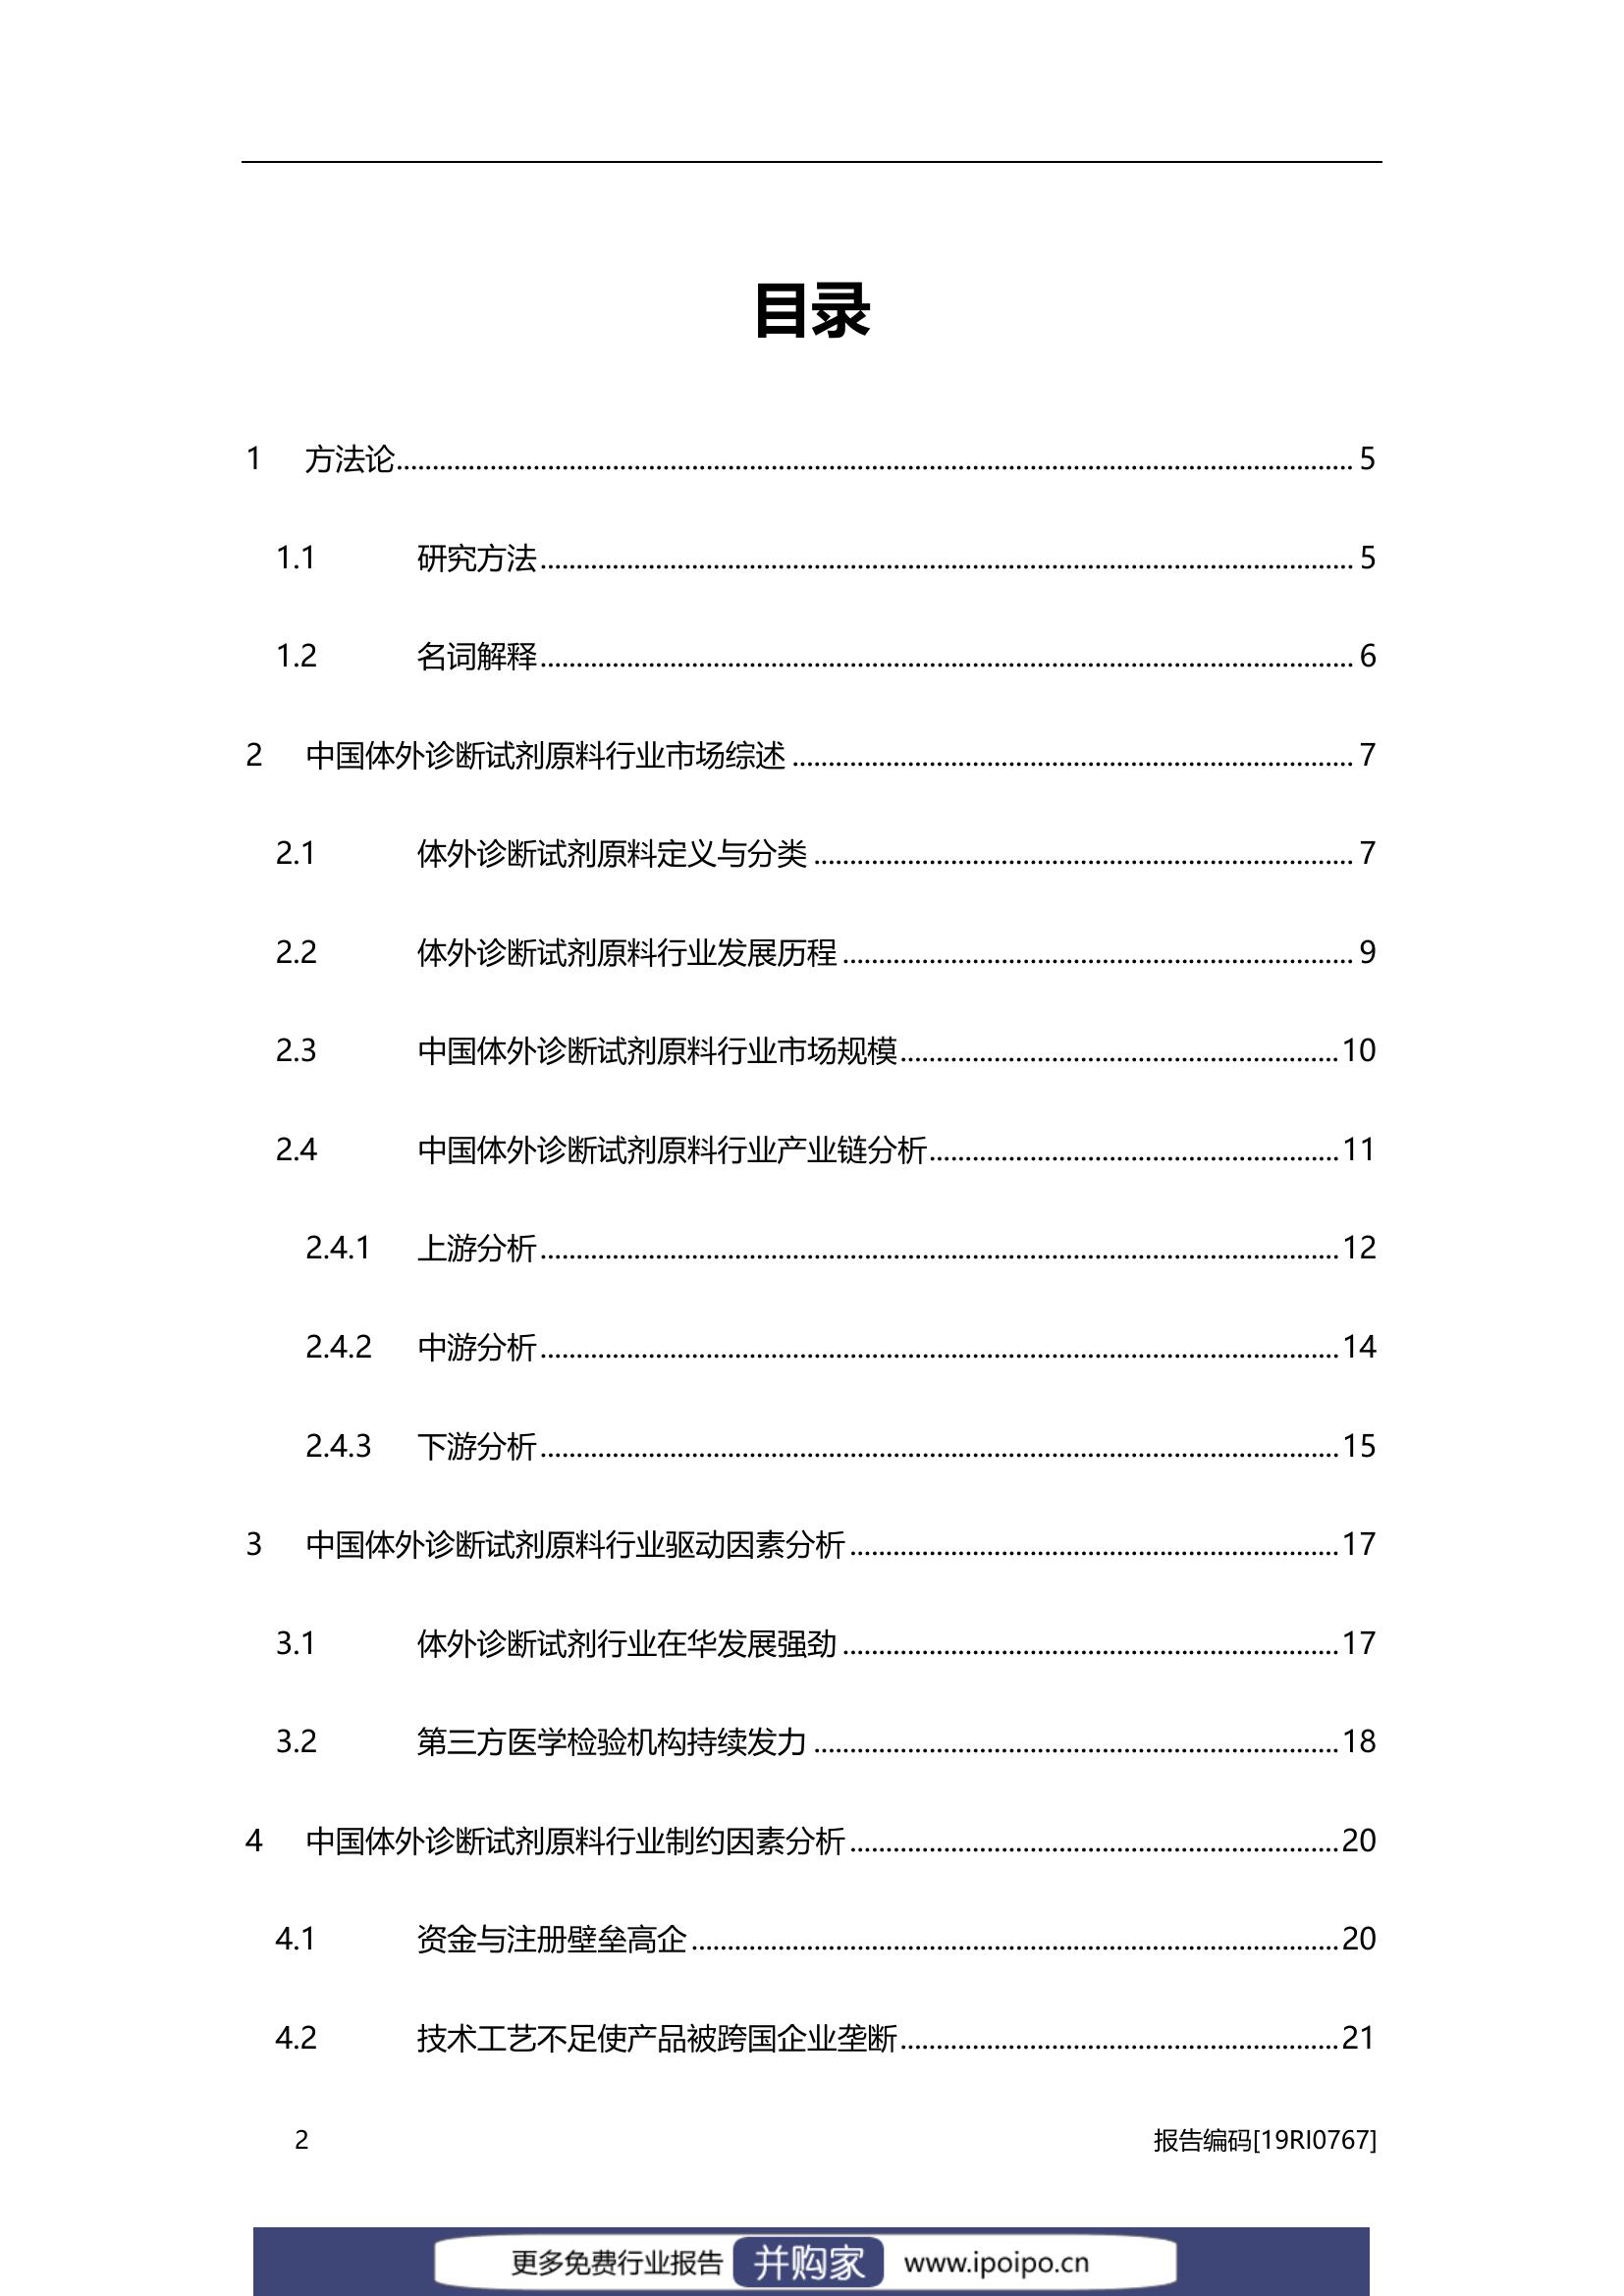 目录
1 方法论 5
1.1 研究方法 5
1.2 名词解释 6
2 中国体外诊断试剂原料行业市场综述 7
2.1 体外诊断试剂原料定义与分类 7
2.2 体外诊断试剂原料行业发展历程 9
2.3 中国体外诊断试剂原料行业市场规模 10
2.4 中国体外诊断试剂原料行业产业链分析 11
2.4.1 上游分析 12
2.4.2 中游分析 14
2.4.3 下游分析 15
3 中国体外诊断试剂原料行业驱动因素分析 17
3.1 体外诊断试剂行业在华发展强劲 17
3.2 第三方医学检验机构持续发力 18
4 中国体外诊断试剂原料行业制约因素分析 20
4.1 资金与注册壁垒高企 20
4.2 技术工艺不足使产品被跨国企业垄断 21
2 报告编码[19RI0767]
更多免费行业报告 并购家 www.ipoipo.cn